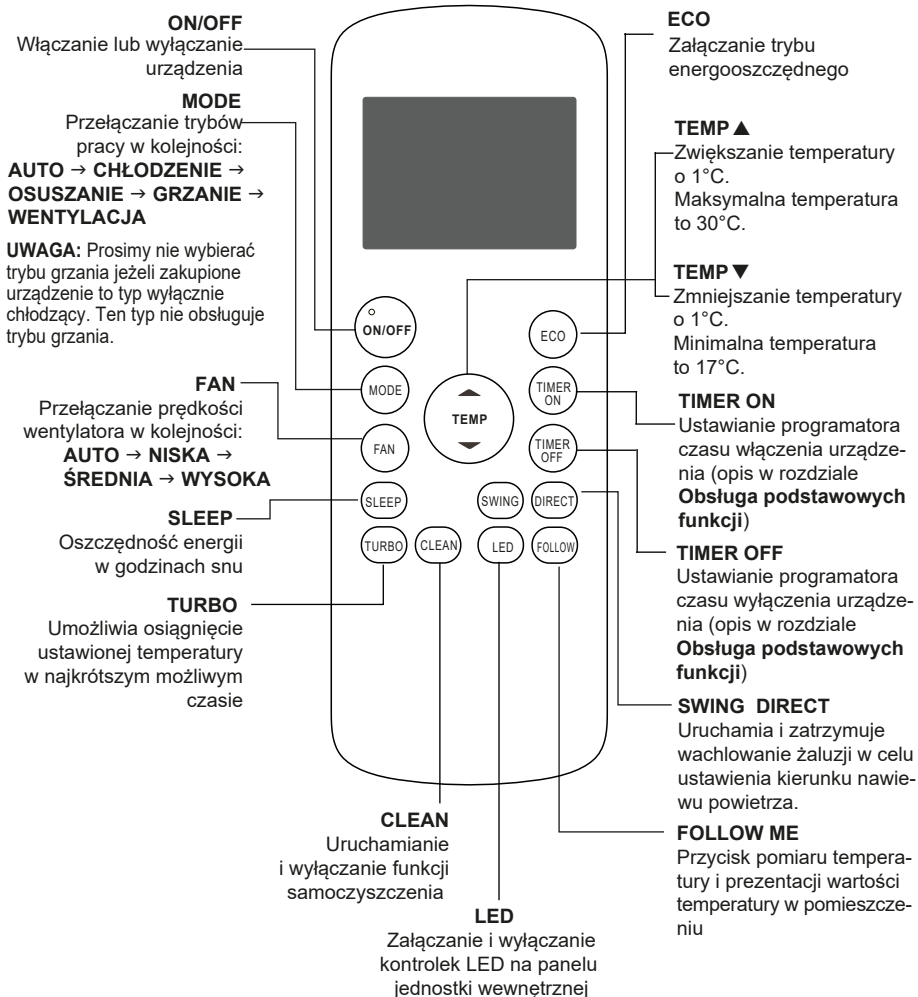 ON/OFF
Włączanie lub wyłączanie
urządzenia
MODE
Przełączanie trybów
pracy w kolejności:
AUTO → CHŁODZENIE →
OSUSZANIE → GRZANIE →
WENTYLACJA
UWAGA: Prosimy nie wybierać
trybu grzania jeżeli zakupione
urządzenie to typ wyłącznie
chłodzący. Ten typ nie obsługuje
trybu grzania.
FAN
Przełączanie prędkości
wentylatora w kolejności:
AUTO → NISKA →
ŚREDNIA → WYSOKA
SLEEP
Oszczędność energii
w godzinach snu
TURBO
Umożliwia osiągnięcie
ustawionej temperatury
w najkrótszym możliwym
czasie
ON/OFF
ECO
MODE
TEMP
TIMER
ON
FAN
TIMER
OFF
SLEEP
SWING
DIRECT
TURBO
CLEAN
LED
FOLLOW
CLEAN
Uruchamianie
i wyłączanie funkcji
samoczyszczenia
LED
Załączanie i wyłączanie
kontrolek LED na panelu
jednostki wewnętrznej
ECO
Załączanie trybu
energooszczędnego
TEMP▲
Zwiększanie temperatury
o 1°C.
Maksymalna temperatura
to 30°C.
TEMP▼
Zmniejszanie temperatury
o 1°C.
Minimalna temperatura
to 17°C.
TIMER ON
Ustawianie programatora
czasu włączenia urządze-
nia (opis w rozdziale
Obsługa podstawowych
funkcji)
TIMER OFF
Ustawianie programatora
czasu wyłączenia urządze-
nia (opis w rozdziale
Obsługa podstawowych
funkcji)
SWING DIRECT
Uruchamia i zatrzymuje
wachlowanie żaluzji w celu
ustawienia kierunku nawie-
wu powietrza.
FOLLOW ME
Przycisk pomiaru tempera-
tury i prezentacji wartości
temperatury w pomieszcze-
niu